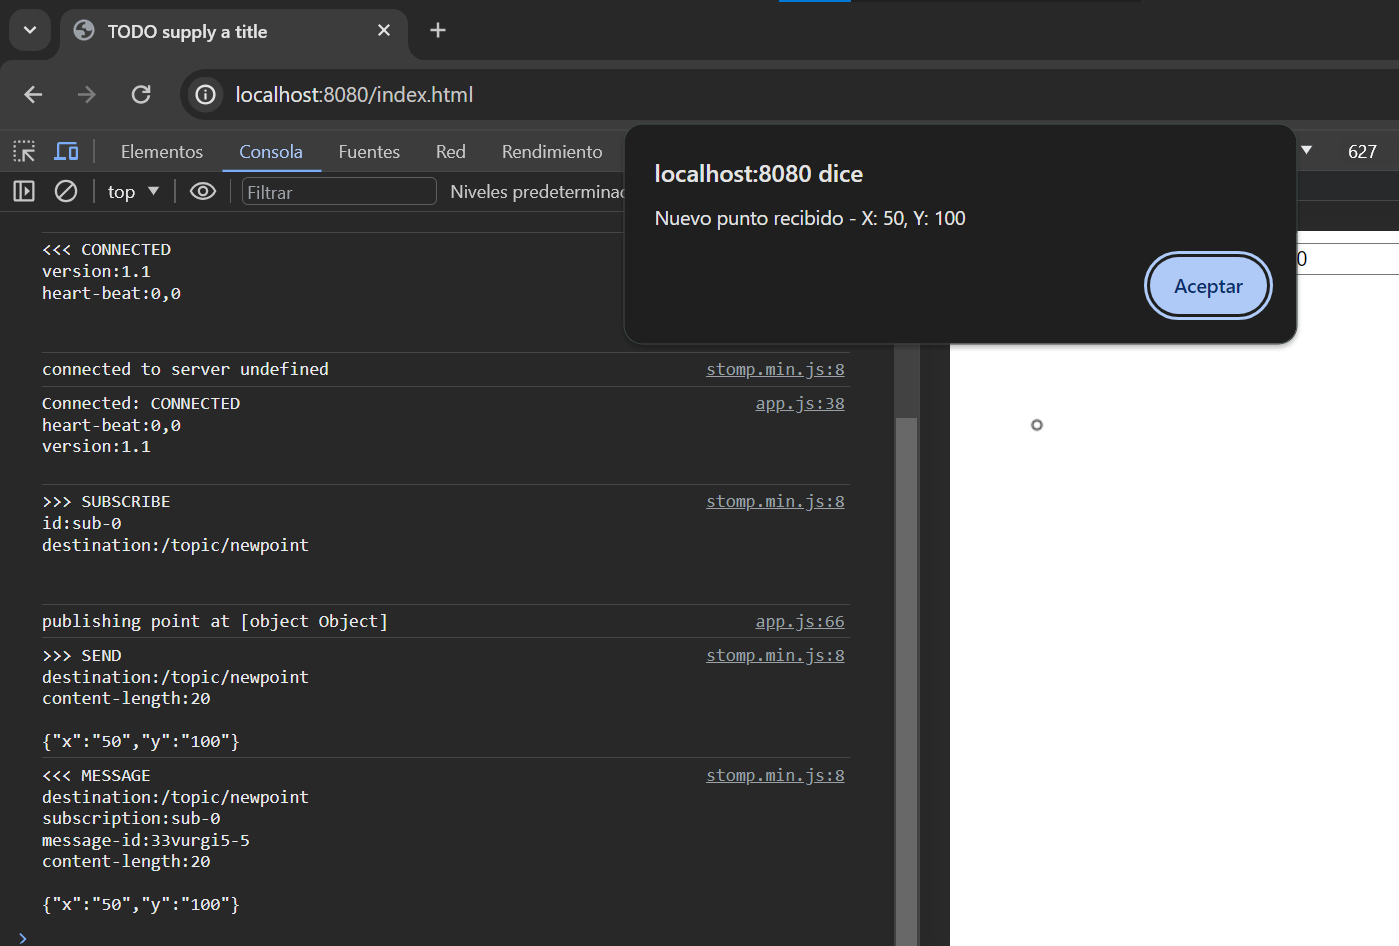 TODO supply a title
localhost:8080/index.html
Elementos Consola Fuentes Red Rendimiento
627
top Filtrar Niveles
localhost:8080 dice
Nuevo punto recibido - X: 50, Y: 100
Aceptar
0
<<< CONNECTED
version:1.1
heart-beat:0,0
connected to server undefined stomp.min.js:8
Connected: CONNECTED app.js:38
heart-beat:0,0
version:1.1
>>> SUBSCRIBE stomp.min.js:8
id:sub-0
destination:/topic/newpoint
publishing point at [object Object] app.js:66
>>> SEND stomp.min.js:8
destination:/topic/newpoint
content-length:20
{"x":"50","y":"100"}
<<< MESSAGE stomp.min.js:8
destination:/topic/newpoint
subscription:sub-0
message-id:33vurgi5-5
content-length:20
{"x":"50","y":"100"}